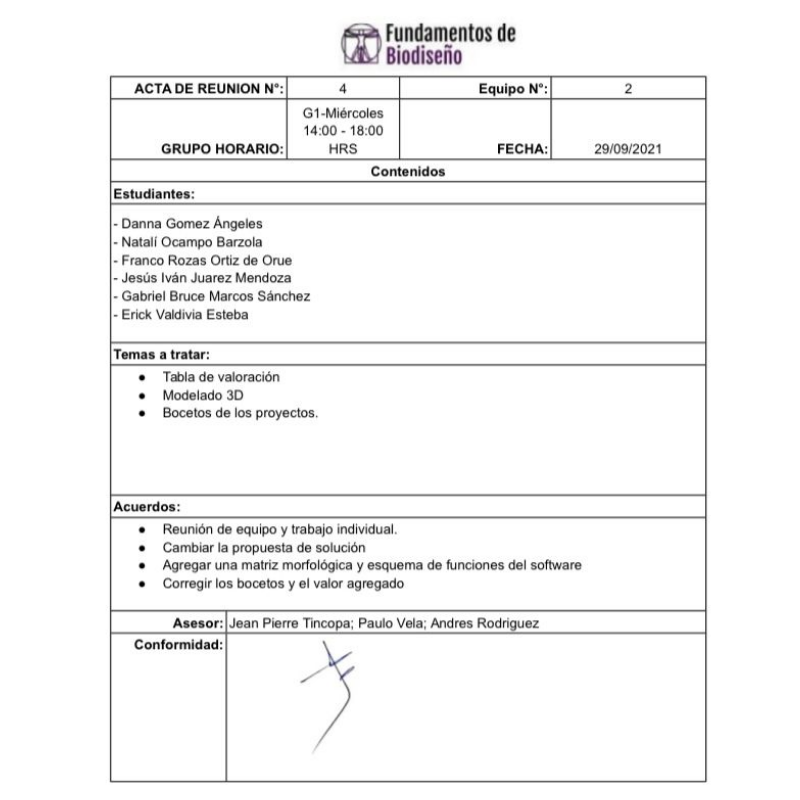 Fundamentos de
Biodiseño
ACTA DE REUNION N°: 4 Equipo N°: 2
G1-Miércoles
14:00 - 18:00
GRUPO HORARIO: HRS FECHA: 29/09/2021
Contenidos
Estudiantes:
- Danna Gomez Ángeles
- Natalí Ocampo Barzola
- Franco Rozas Ortiz de Orue
- Jesús Iván Juarez Mendoza
- Gabriel Bruce Marcos Sánchez
- Erick Valdivia Esteba
Temas a tratar:
● Tabla de valoración
● Modelado 3D
● Bocetos de los proyectos.
Acuerdos:
● Reunión de equipo y trabajo individual.
● Cambiar la propuesta de solución
● Agregar una matriz morfológica y esquema de funciones del software
● Corregir los bocetos y el valor agregado
Asesor: Jean Pierre Tincopa; Paulo Vela; Andres Rodriguez
Conformidad: